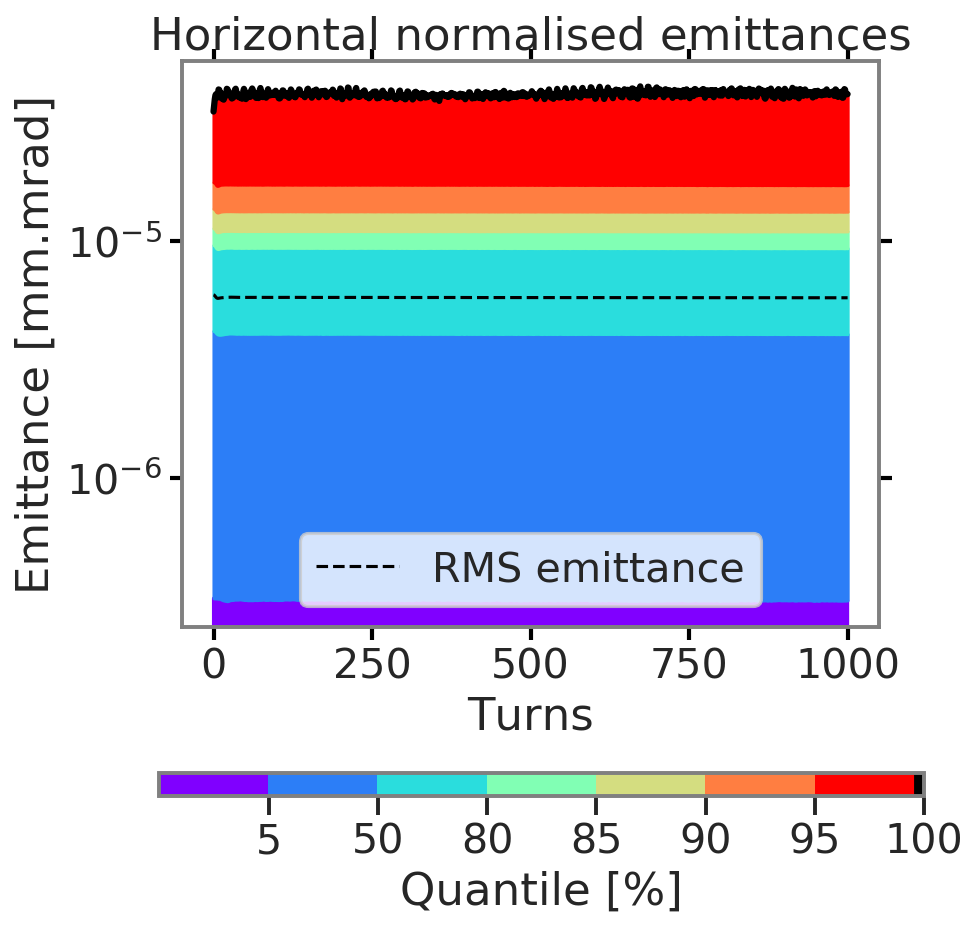 Horizontal normalised emittances
Emittance [mm.mrad]
10⁻⁵
10⁻⁶
RMS emittance
0 250 500 750 1000
Turns
5 50 80 85 90 95 100
Quantile [%]